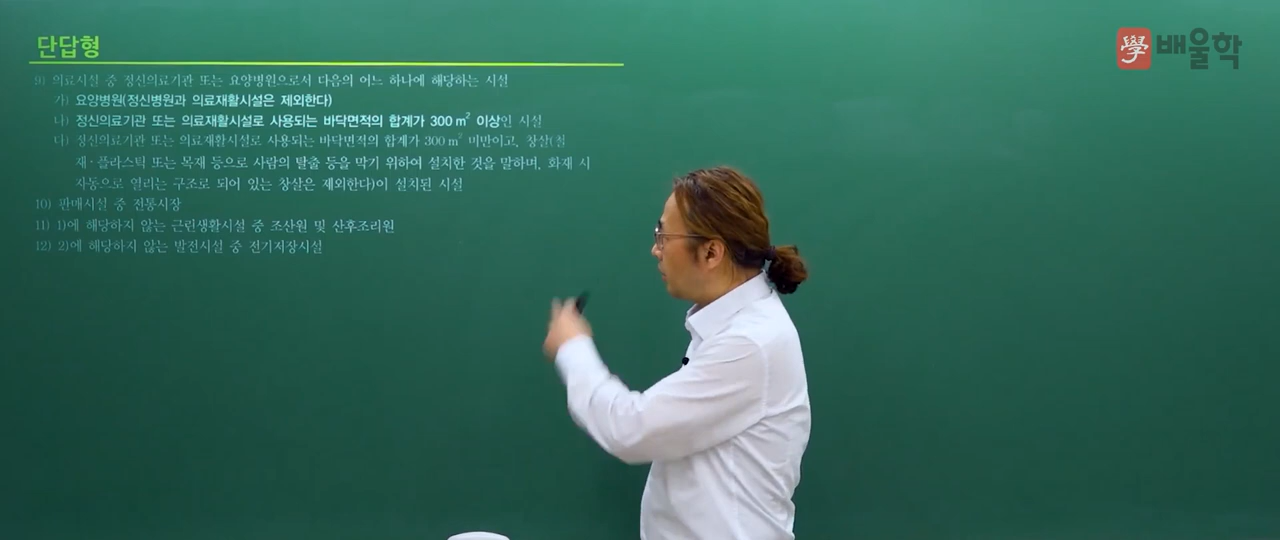 단답형
學 배울학
9) 의료시설 중 정신의료기관 또는 요양병원으로서 다음의 어느 하나에 해당하는 시설
가) 요양병원(정신병원과 의료재활시설은 제외한다)
나) 정신의료기관 또는 의료재활시설로 사용되는 바닥면적의 합계가 300 m² 이상인 시설
다) 정신의료기관 또는 의료재활시설로 사용되는 바닥면적의 합계가 300 m² 미만이고, 창살(철
재·플라스틱 또는 목재 등으로 사람의 탈출 등을 막기 위하여 설치한 것을 말하며, 화재 시
자동으로 열리는 구조로 되어 있는 창살은 제외한다)이 설치된 시설
10) 판매시설 중 전통시장
11) 1)에 해당하지 않는 근린생활시설 중 조산원 및 산후조리원
12) 2)에 해당하지 않는 발전시설 중 전기저장시설